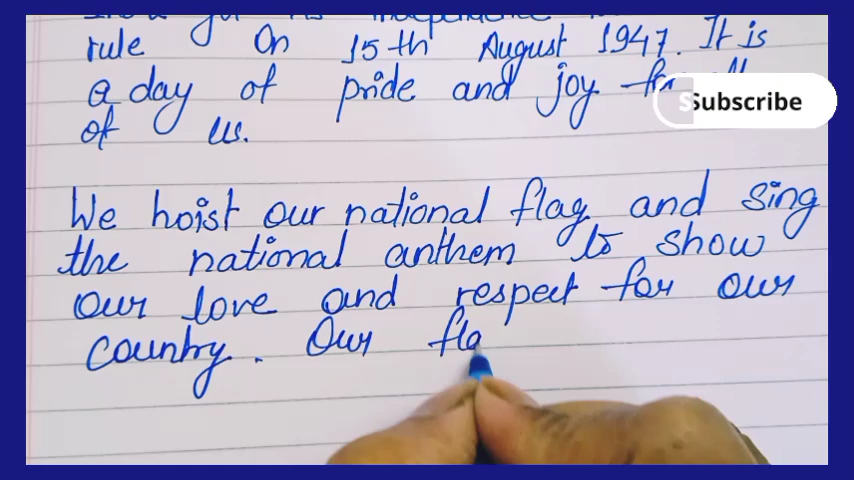 independence
rule On 15th August 1947. It is
a day of pride and joy
of us.
Subscribe
We hoist our national flag and sing
the national anthem to show
our love and respect for our
country. Our fla